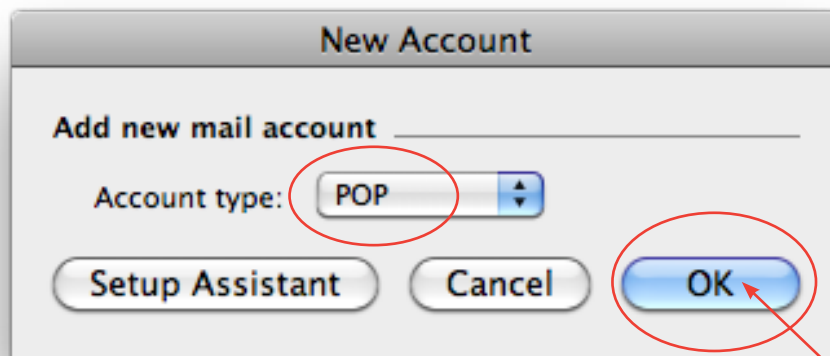 New Account
Add new mail account
Account type: POP
Setup Assistant Cancel OK